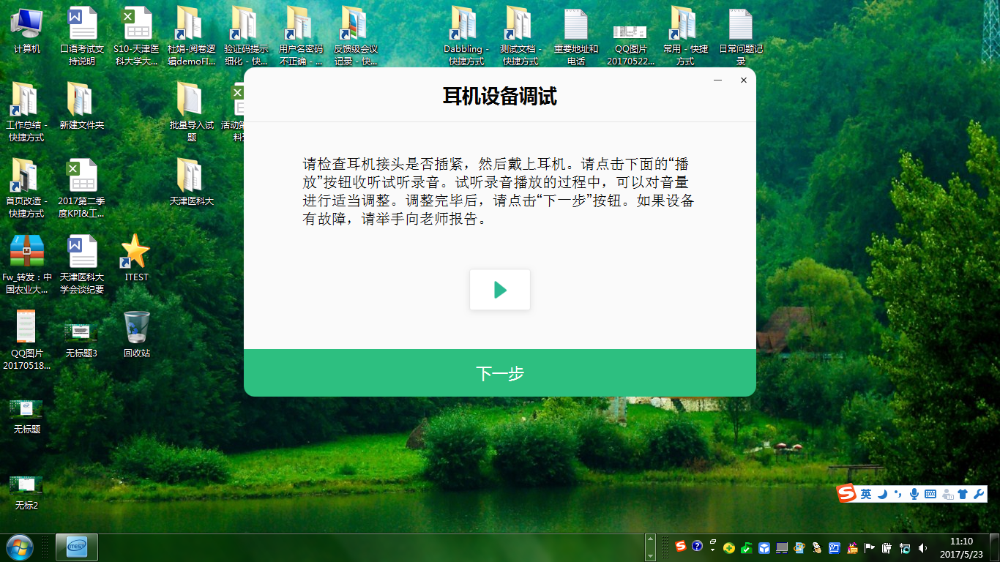 计算机
口语考试支
持说明
S10-天津医
科大学大...
杜娟-阅卷逻
辑demoFI...
验证码提示
细化 - 快...
用户名密码
不正确 - ...
反馈级会议
记录 - 快...
Dabbling -
快捷方式
测试文档 -
快捷方式
重要地址和
电话
QQ图片
20170522...
常用 - 快捷
方式
日常问题记
录
工作总结 -
快捷方式
新建文件夹
批量导入试
题
耳机设备调试
请检查耳机接头是否插紧，然后戴上耳机。请点击下面的“播
放”按钮收听试听录音。试听录音播放的过程中，可以对音量
进行适当调整。调整完毕后，请点击“下一步”按钮。如果设备
有故障，请举手向老师报告。
下一步
首页改造 -
快捷方式
2017第二季
度KPI&工...
天津医科大
Fw_转发：中
国农业大...
天津医科大
学会谈纪要
ITEST
QQ图片
20170518...
无标题3
回收站
无标题
无标2
英
ITEST
11:10
2017/5/23